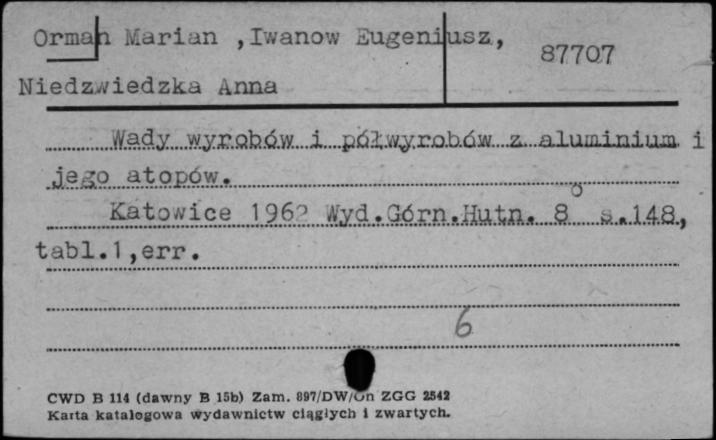 Orman Marian ,Iwanow Eugeniusz,
87707
Niedzwiedzka Anna
Wady wyrobów i półwyrobów z aluminium i
jego atopów.
Katowice 1962 Wyd.Górn.Hutn. 8° s.148,
tabl.1,err.
6
CWD B 114 (dawny B 15b) Zam. 897/DW/On ZGG 2542
Karta katalogowa wydawnictw ciągłych i zwartych.